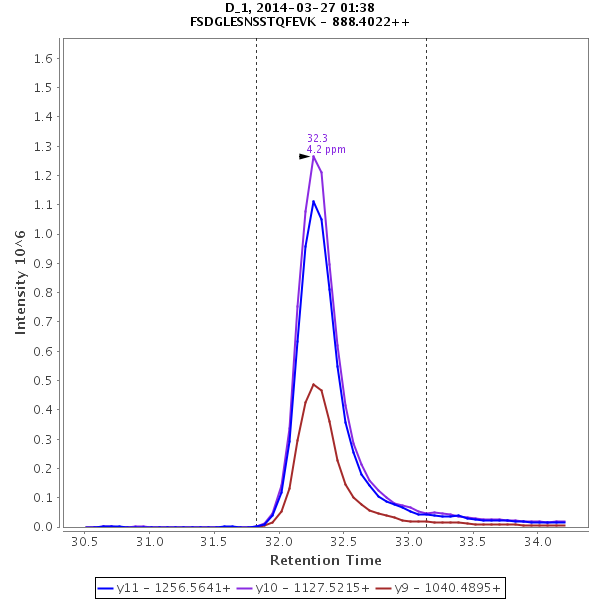 D_1, 2014-03-27 01:38
FSDGLESNSSTQFEVK - 888.4022++
1.6
1.5
1.4
1.3
1.2
1.1
1.0
0.9
0.8
0.7
0.6
0.5
0.4
0.3
0.2
0.1
0.0
Intensity 10^6
32.3
4.2 ppm
30.5 31.0 31.5 32.0 32.5 33.0 33.5 34.0
Retention Time
y11 - 1256.5641+ y10 - 1127.5215+ y9 - 1040.4895+